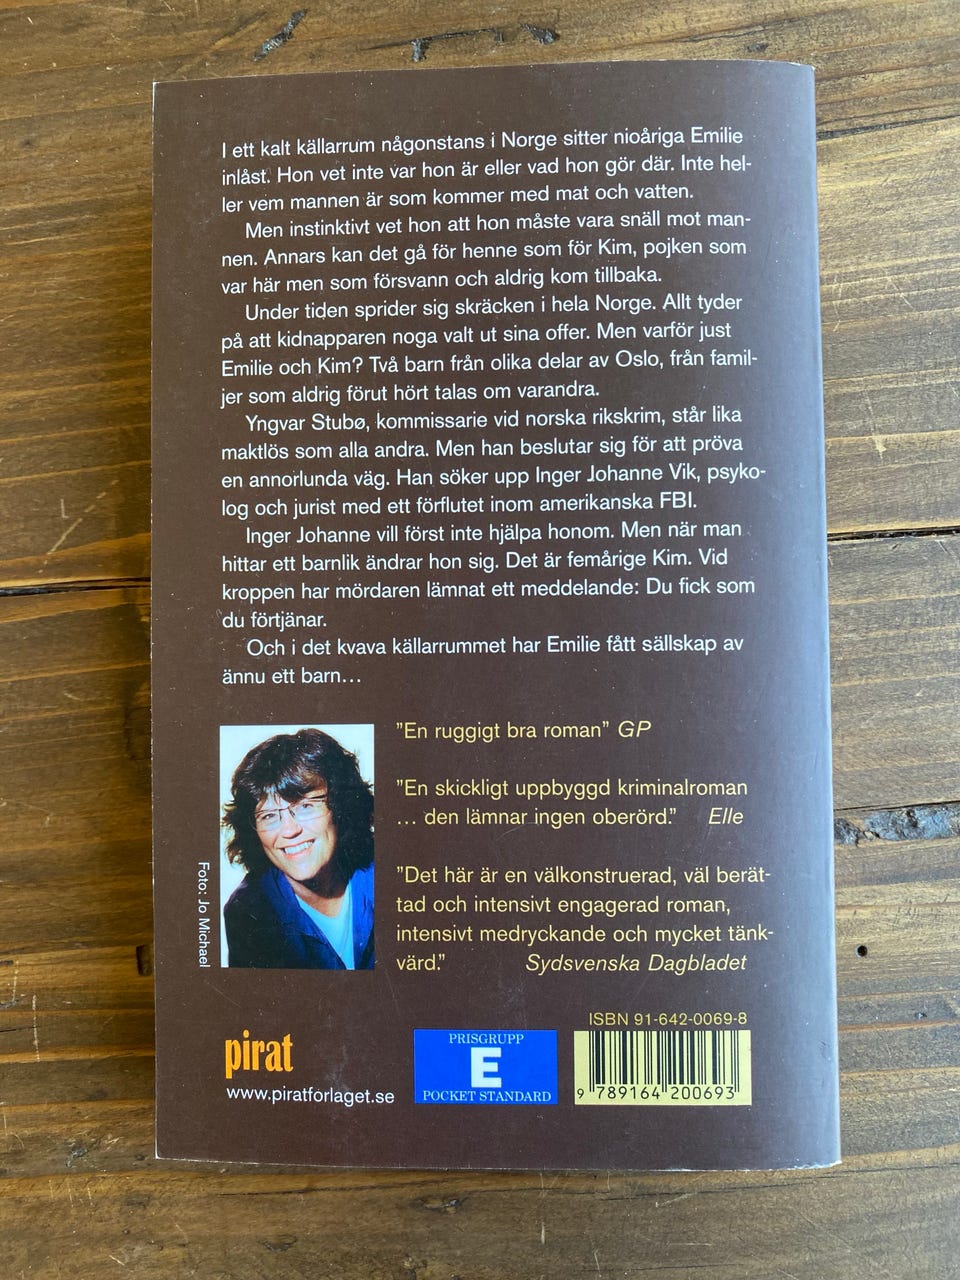 I ett kalt källarrum någonstans i Norge sitter nioåriga Emilie
inlåst. Hon vet inte var hon är eller vad hon gör där. Inte hel-
ler vem mannen är som kommer med mat och vatten.
Men instinktivt vet hon att hon måste vara snäll mot man-
nen. Annars kan det gå för henne som för Kim, pojken som
var här men som försvann och aldrig kom tillbaka.
Under tiden sprider sig skräcken i hela Norge. Allt tyder
på att kidnapparen noga valt ut sina offer. Men varför just
Emilie och Kim? Två barn från olika delar av Oslo, från famil-
jer som aldrig förut hört talas om varandra.
Yngvar Stubø, kommissarie vid norska rikskrim, står lika
maktlös som alla andra. Men han beslutar sig för att pröva
en annorlunda väg. Han söker upp Inger Johanne Vik, psyko-
log och jurist med ett förflutet inom amerikanska FBI.
Inger Johanne vill först inte hjälpa honom. Men när man
hittar ett barnlik ändrar hon sig. Det är femårige Kim. Vid
kroppen har mördaren lämnat ett meddelande: Du fick som
du förtjänar.
Och i det kvava källarrummet har Emilie fått sällskap av
ännu ett barn…
"En ruggigt bra roman" GP
"En skickligt uppbyggd kriminalroman
… den lämnar ingen oberörd." Elle
"Det här är en välkonstruerad, väl berät-
tad och intensivt engagerad roman,
intensivt medryckande och mycket tänk-
värd." Sydsvenska Dagbladet
Foto: Jo Michael
pirat
www.piratforlaget.se
PRISGRUPP
E
POCKET STANDARD
ISBN 91-642-0069-8
9 789164 200693